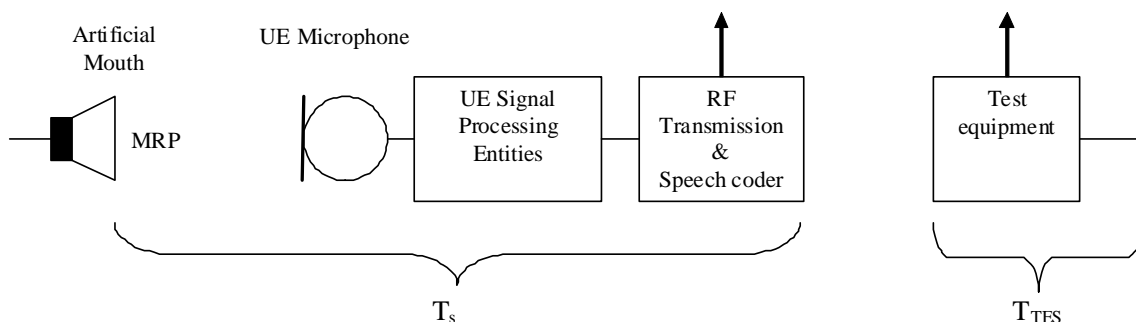 Artificial
Mouth
MRP
UE Microphone
UE Signal
Processing
Entities
RF
Transmission
&
Speech coder
Test
equipment
Ts
TTES